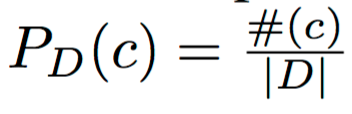 P_D(c) = #(c) / |D|